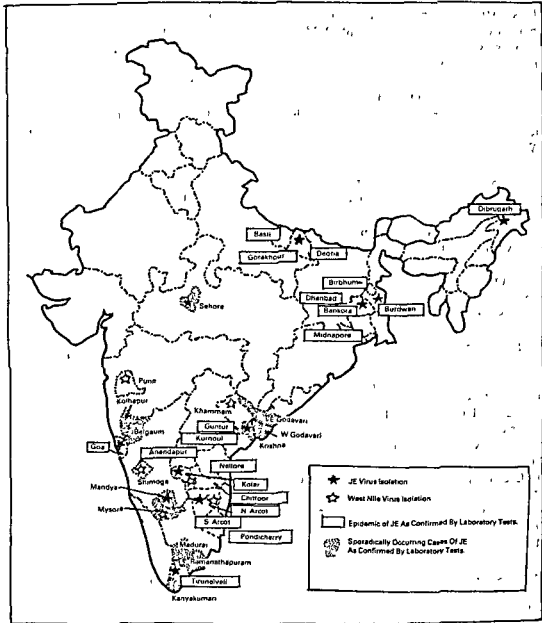 Dibrugarh
Basti
Gorakhpur
Deoria
Birbhum
Dhanbad
Bankura
Burdwan
Midnapore
Sehore
Pune
Kolhapur
Khammam
E Godavari
W Godavari
Krishna
Guntur
Kurnoul
Belgaum
Goa
Anandapur
Nellore
Shimoga
Kolar
Chittoor
Mandya
N Arcot
Mysore
S Arcot
Pondicherry
Madurai
Ramanathapuram
Tirunelveli
Kanyakumari
JE Virus Isolation
West Nile Virus Isolation
Epidemic of JE As Confirmed By Laboratory Tests.
Sporadically Occurring Cases Of JE
As Confirmed By Laboratory Tests.